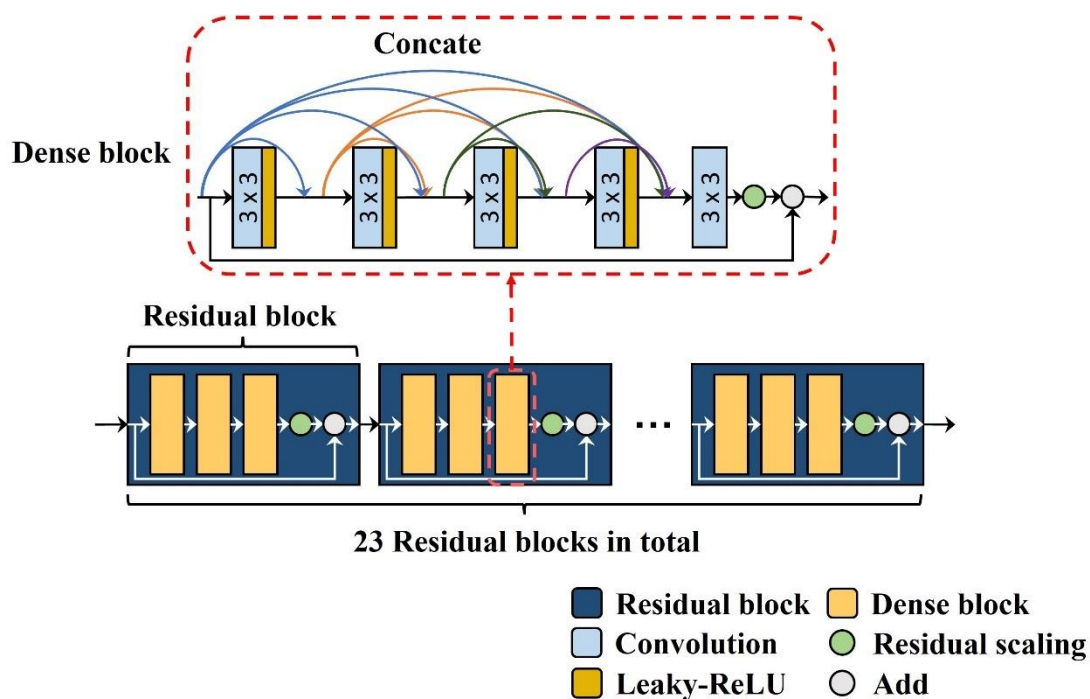 Concate
Dense block
3 x 3
3 x 3
3 x 3
3 x 3
3 x 3
Residual block
...
23 Residual blocks in total
Residual block
Dense block
Convolution
Residual scaling
Leaky-ReLU
Add